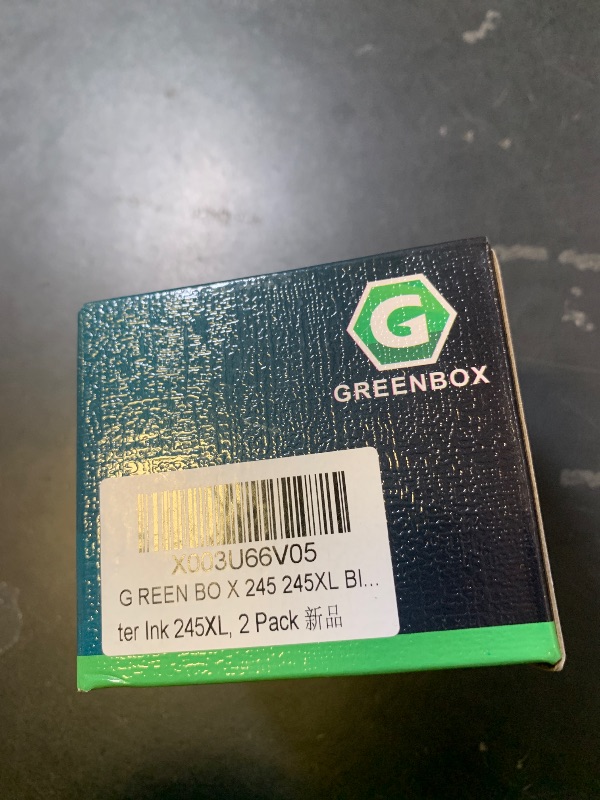 G
GREENBOX
X003U66V05
G REEN BO X 245 245XL Bl...
ter Ink 245XL, 2 Pack 新品